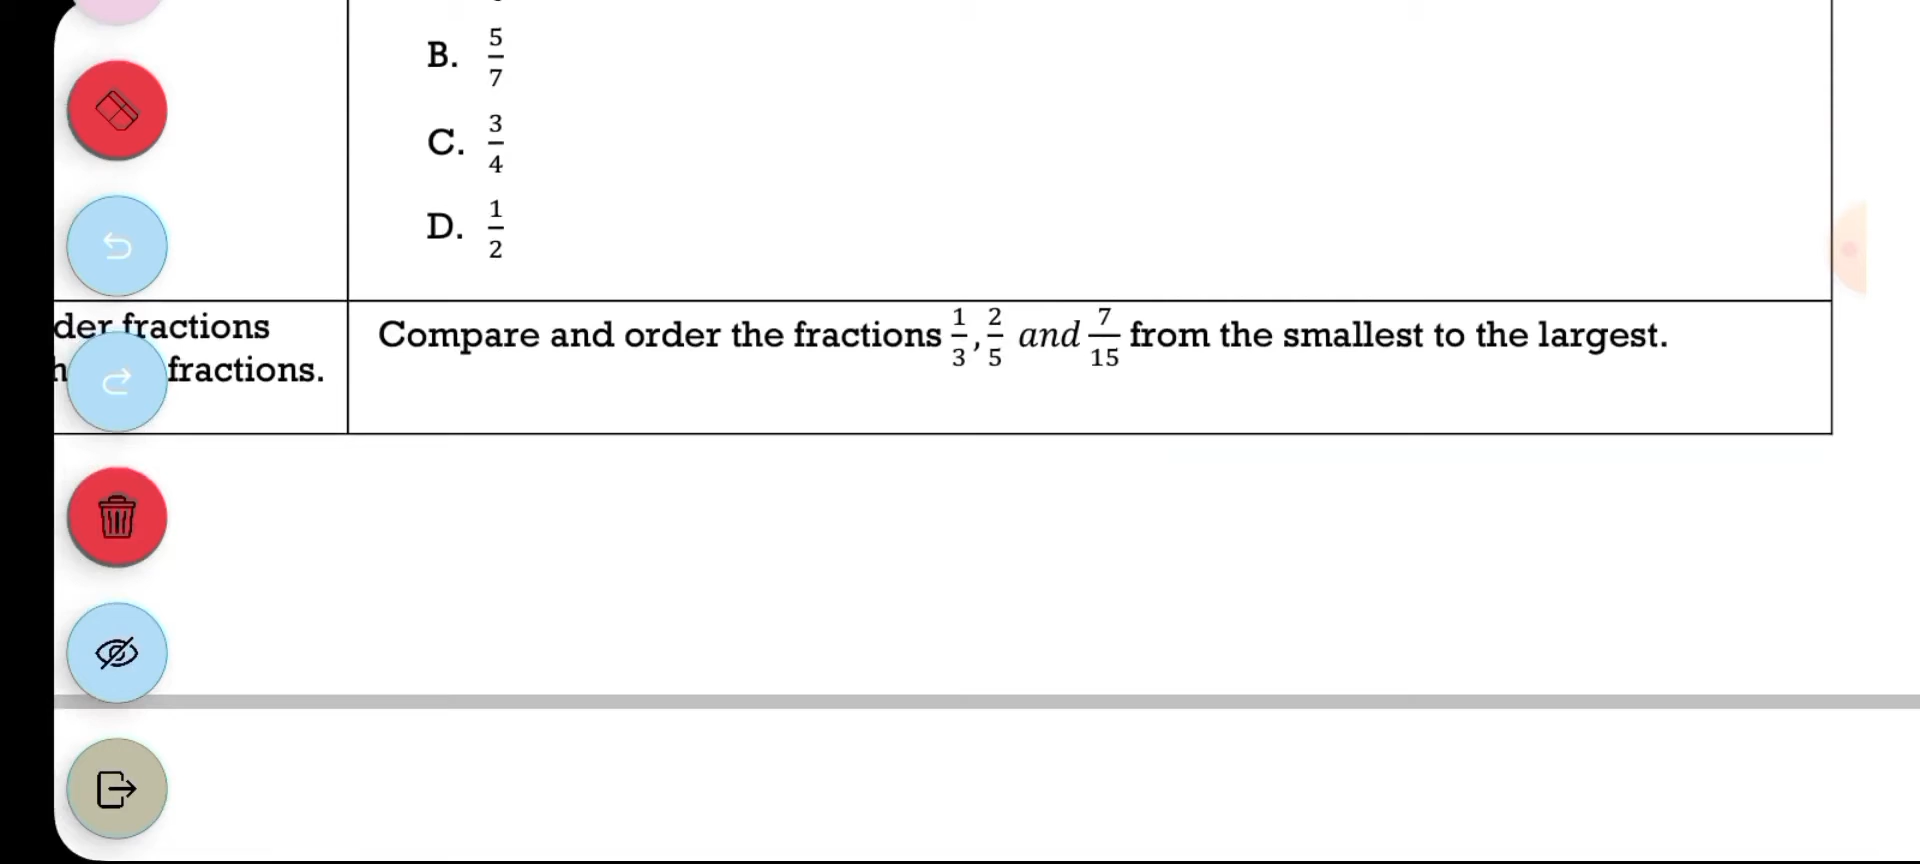 B. 5/7
C. 3/4
D. 1/2
der fractions
fractions.
Compare and order the fractions 1/3, 2/5 and 7/15 from the smallest to the largest.